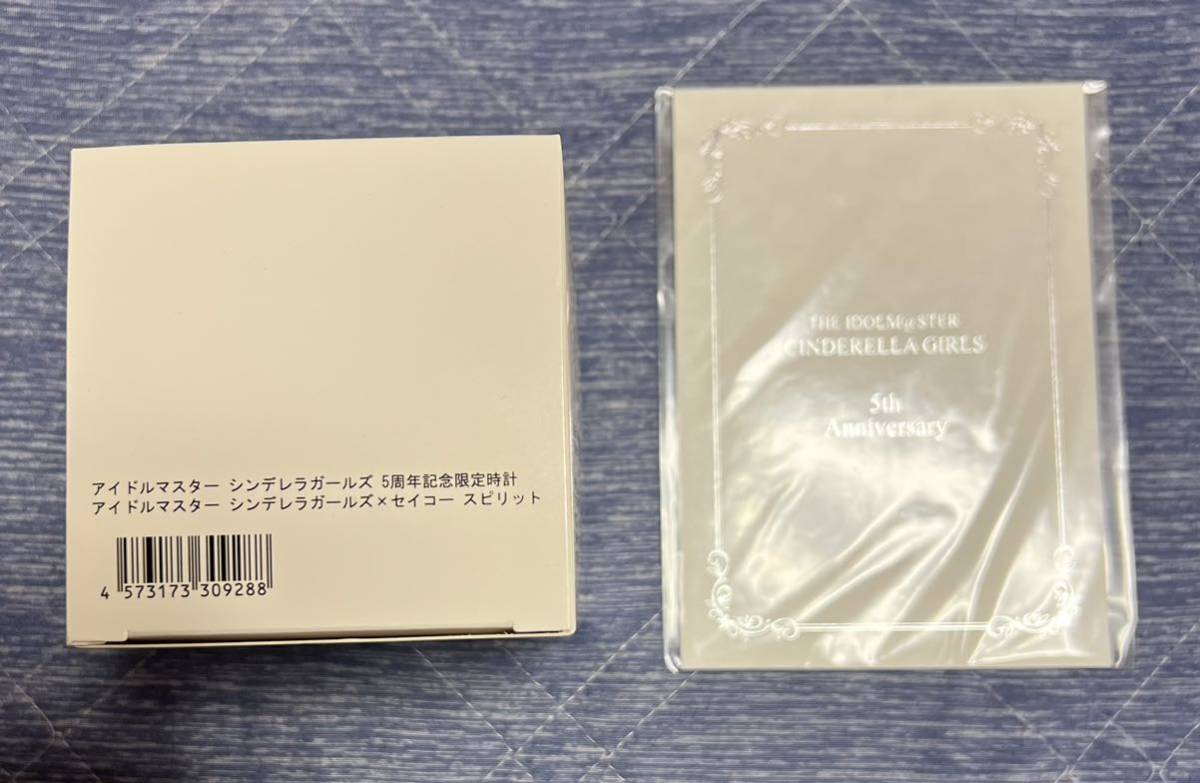 アイドルマスター シンデレラガールズ 5周年記念限定時計
アイドルマスター シンデレラガールズ×セイコー スピリット
4 573173 309288
THE IDOLM@STER
CINDERELLA GIRLS
5th
Anniversary